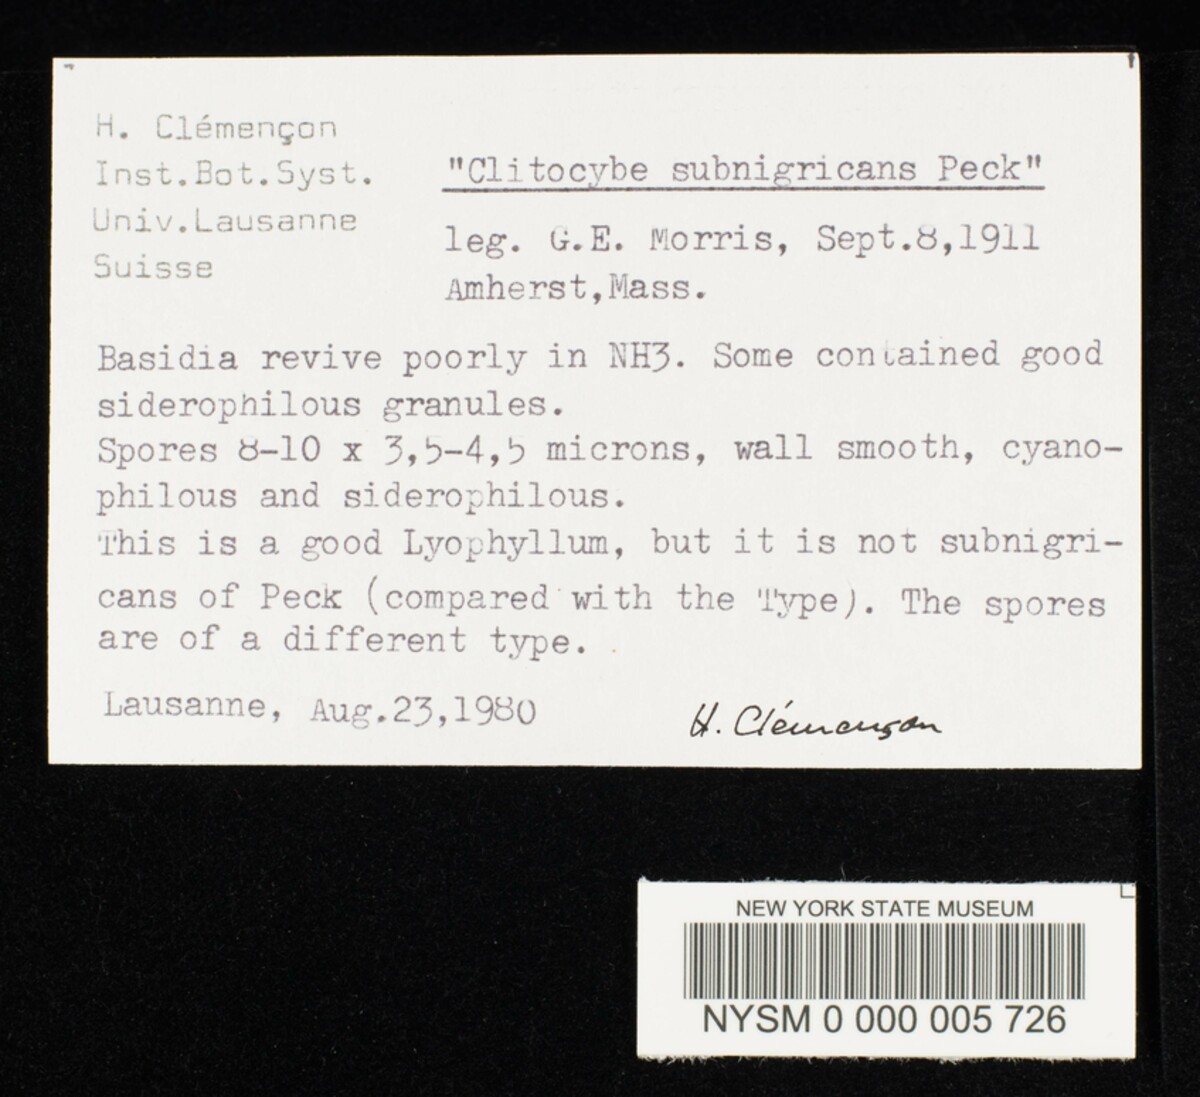 H. Clémençon
Inst.Bot.Syst.
Univ.Lausanne
Suisse
"Clitocybe subnigricans Peck"
leg. G.E. Morris, Sept.8,1911
Amherst,Mass.
Basidia revive poorly in NH3. Some contained good
siderophilous granules.
Spores 8-10 x 3,5-4,5 microns, wall smooth, cyano-
philous and siderophilous.
This is a good Lyophyllum, but it is not subnigri-
cans of Peck (compared with the Type). The spores
are of a different type.
Lausanne, Aug.23,1980
H. Clémençon
NEW YORK STATE MUSEUM
NYSM 0 000 005 726